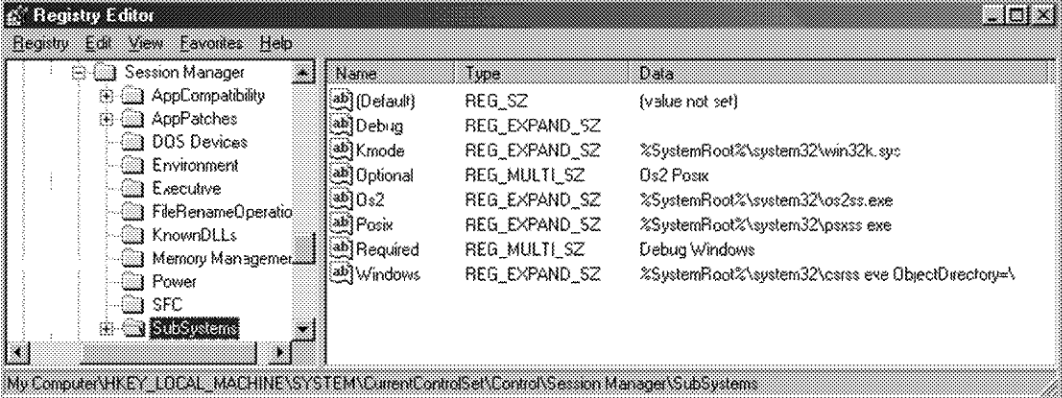 Registry Editor
Registry Edit View Favorites Help
Session Manager
AppCompatibility
AppPatches
DOS Devices
Environment
Executive
FileRenameOperatio
KnownDLLs
Memory Managemer
Power
SFC
SubSystems
Name Type Data
(Default) REG_SZ (value not set)
Debug REG_EXPAND_SZ
Kmode REG_EXPAND_SZ %SystemRoot%\system32\win32k.sys
Optional REG_MULTI_SZ Os2 Posix
Os2 REG_EXPAND_SZ %SystemRoot%\system32\os2ss.exe
Posix REG_EXPAND_SZ %SystemRoot%\system32\psxss exe
Required REG_MULTI_SZ Debug Windows
Windows REG_EXPAND_SZ %SystemRoot%\system32\csrss exe ObjectDirectory=\
My Computer\HKEY_LOCAL_MACHINE\SYSTEM\CurrentControlSet\Control\Session Manager\SubSystems